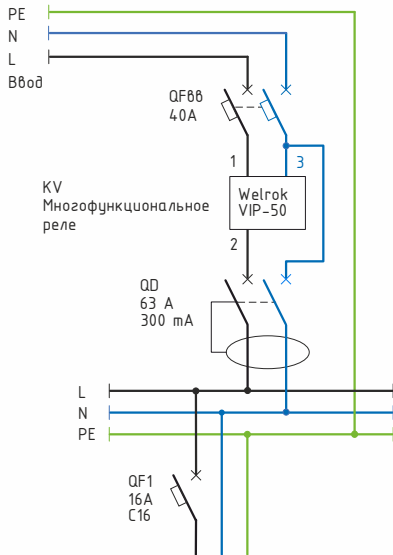 PE
N
L
Ввод
QFвв
40A
1
3
KV
Многофункциональное
реле
Welrok
VIP-50
2
QD
63 A
300 mA
L
N
PE
QF1
16A
C16